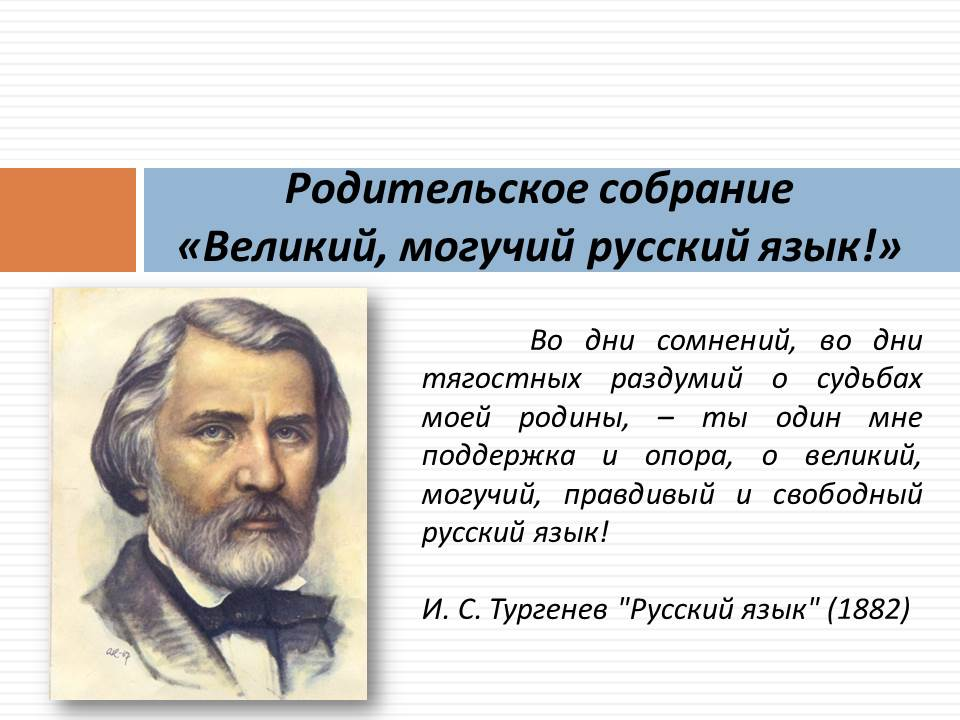 Родительское собрание
«Великий, могучий русский язык!»
Во дни сомнений, во дни
тягостных раздумий о судьбах
моей родины, – ты один мне
поддержка и опора, о великий,
могучий, правдивый и свободный
русский язык!
И. С. Тургенев "Русский язык" (1882)